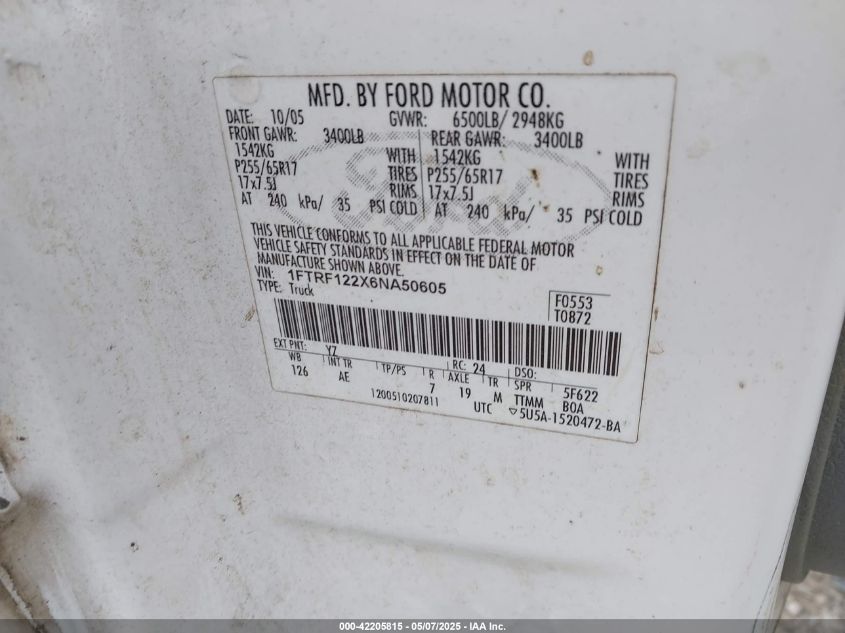 MFD. BY FORD MOTOR CO.
DATE: 10/05 GVWR: 6500LB/ 2948KG
FRONT GAWR: 3400LB REAR GAWR: 3400LB
1542KG WITH 1542KG WITH
P255/65R17 TIRES P255/65R17 TIRES
17x7.5J RIMS 17x7.5J RIMS
AT 240 kPa/ 35 PSI COLD AT 240 kPa/ 35 PSI COLD
THIS VEHICLE CONFORMS TO ALL APPLICABLE FEDERAL MOTOR
VEHICLE SAFETY STANDARDS IN EFFECT ON THE DATE OF
MANUFACTURE SHOWN ABOVE.
VIN: 1FTRF122X6NA50605
TYPE: Truck
F0553
T0872
EXT PNT: YZ RC: 24 DSO:
WB INT TR TP/PS R AXLE TR SPR 5F622
126 AE 7 19 M TTMM BOA
1200510207811 UTC ▽5U5A-1520472-BA
Ford
000-42205815 - 05/07/2025 - IAA Inc.